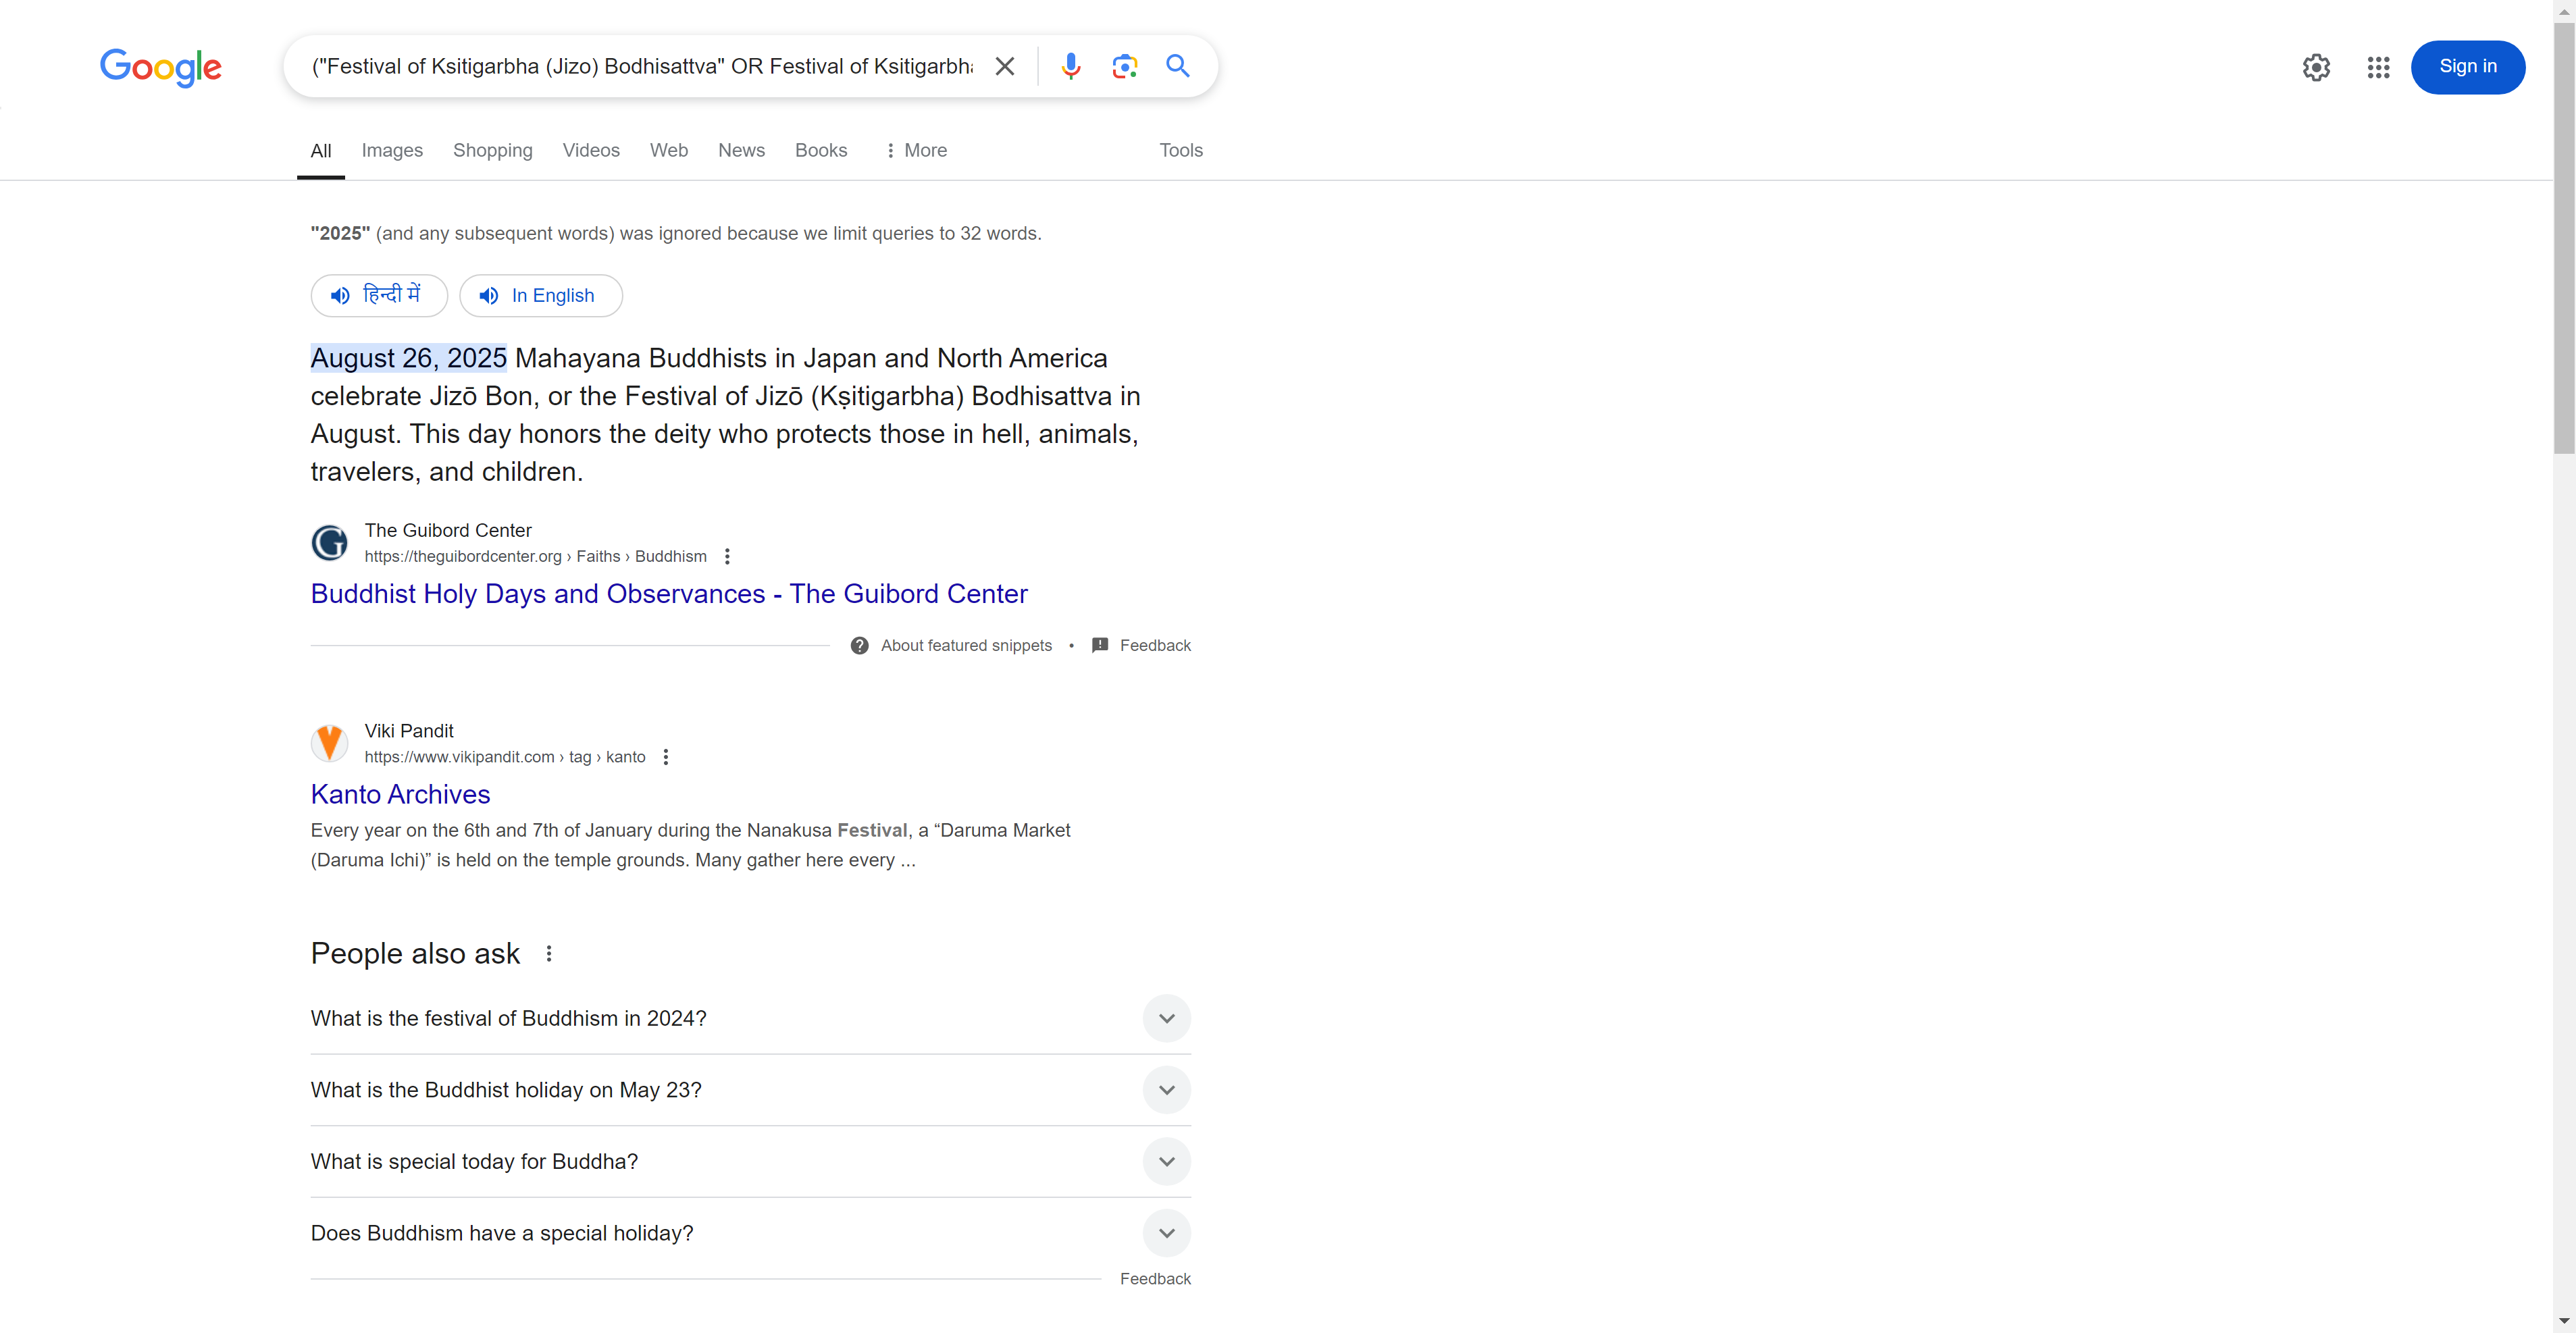 Google
("Festival of Ksitigarbha (Jizo) Bodhisattva" OR Festival of Ksitigarbha
Sign in
All Images Shopping Videos Web News Books More Tools
"2025" (and any subsequent words) was ignored because we limit queries to 32 words.
हिन्दी में In English
August 26, 2025 Mahayana Buddhists in Japan and North America
celebrate Jizō Bon, or the Festival of Jizō (Kṣitigarbha) Bodhisattva in
August. This day honors the deity who protects those in hell, animals,
travelers, and children.
The Guibord Center
https://theguibordcenter.org › Faiths › Buddhism
Buddhist Holy Days and Observances - The Guibord Center
About featured snippets • Feedback
Viki Pandit
https://www.vikipandit.com › tag › kanto
Kanto Archives
Every year on the 6th and 7th of January during the Nanakusa Festival, a “Daruma Market
(Daruma Ichi)” is held on the temple grounds. Many gather here every ...
People also ask
What is the festival of Buddhism in 2024?
What is the Buddhist holiday on May 23?
What is special today for Buddha?
Does Buddhism have a special holiday?
Feedback